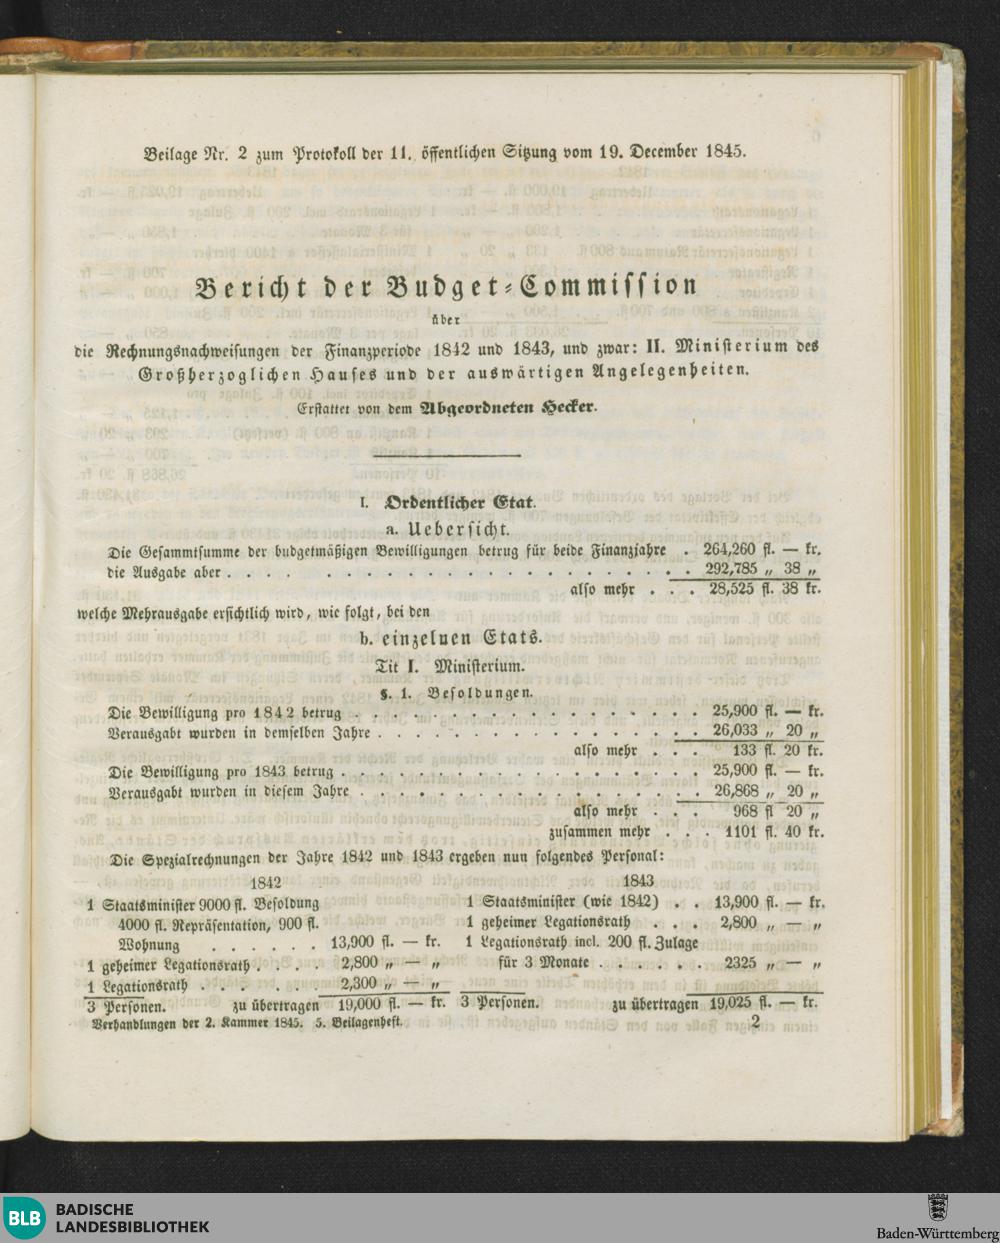 Beilage Nr. 2 zum Protokoll der 11. öffentlichen Sitzung vom 19. December 1845.
Bericht der Budget-Commission
über
die Rechnungsnachweisungen der Finanzperiode 1842 und 1843, und zwar: II. Ministerium des
Großherzoglichen Hauses und der auswärtigen Angelegenheiten.
Erstattet von dem Abgeordneten Hecker.
I. Ordentlicher Etat.
a. Uebersicht.
Die Gesammtsumme der budgetmäßigen Bewilligungen betrug für beide Finanzjahre . 264,260 fl. — kr.
die Ausgabe aber . . . . . . . . . . . . . . . . . . . . 292,785 „ 38 „
also mehr . . . 28,525 fl. 38 kr.
welche Mehrausgabe ersichtlich wird, wie folgt, bei den
b. einzelnen Etats.
Tit I. Ministerium.
§. 1. Besoldungen.
Die Bewilligung pro 1842 betrug . . . . . . . . . . . . . . . 25,900 fl. — kr.
Verausgabt wurden in demselben Jahre . . . . . . . . . . . . . . 26,033 „ 20 „
also mehr . . . 133 fl. 20 kr.
Die Bewilligung pro 1843 betrug . . . . . . . . . . . . . . . 25,900 fl. — kr.
Verausgabt wurden in diesem Jahre . . . . . . . . . . . . . . . 26,868 „ 20 „
also mehr . . . 968 fl 20 „
zusammen mehr . . . 1101 fl. 40 kr.
Die Spezialrechnungen der Jahre 1842 und 1843 ergeben nun folgendes Personal:
1842
1 Staatsminister 9000 fl. Besoldung
4000 fl. Repräsentation, 900 fl.
Wohnung . . . . . . 13,900 fl. — kr.
1 geheimer Legationsrath . . . . 2,800 „ — „
1 Legationsrath . . . . . . 2,300 „ — „
3 Personen. zu übertragen 19,000 fl. — kr.
1843
1 Staatsminister (wie 1842) . . 13,900 fl. — kr.
1 geheimer Legationsrath . . . 2,800 „ — „
1 Legationsrath incl. 200 fl. Zulage
für 3 Monate . . . . . . 2325 „ — „
3 Personen. zu übertragen 19,025 fl. — kr.
Verhandlungen der 2. Kammer 1845. 5. Beilagenheft. 2
BLB BADISCHE
LANDESBIBLIOTHEK
Baden-Württemberg